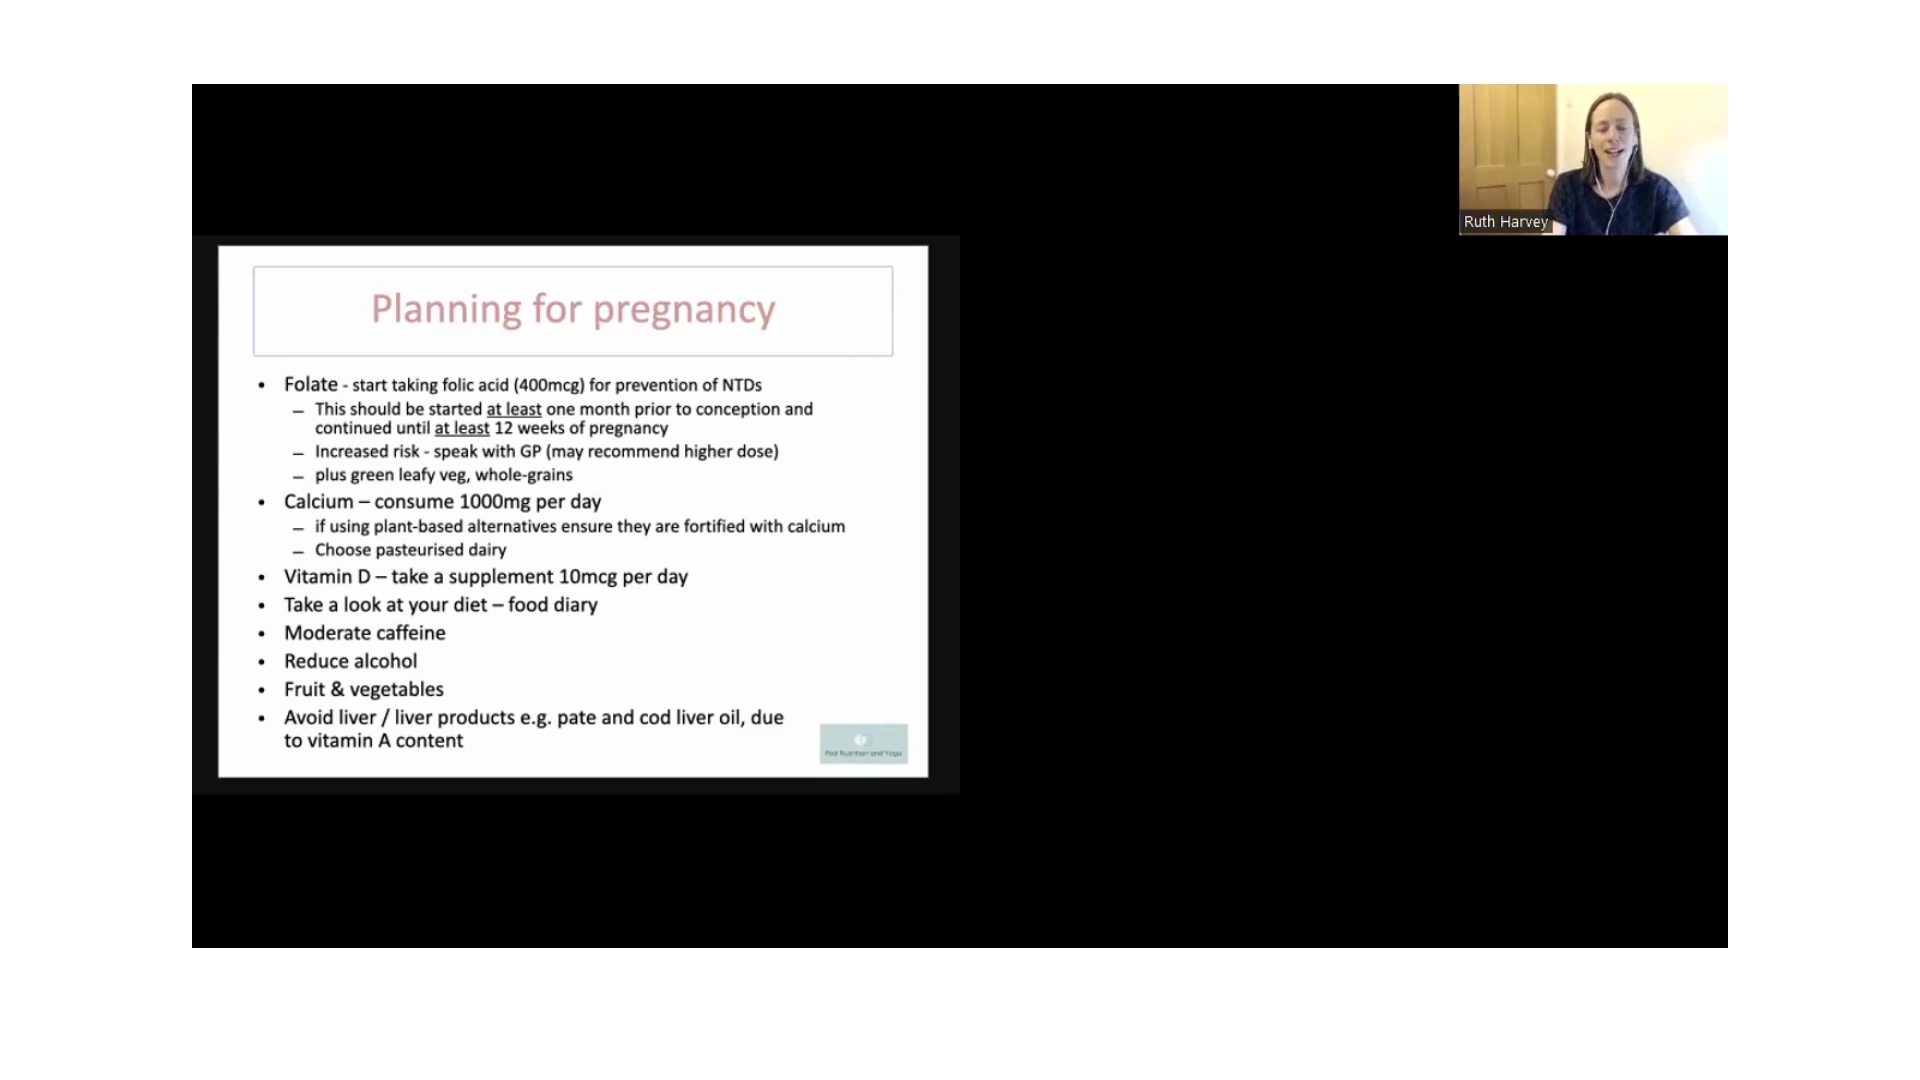 Ruth Harvey
Planning for pregnancy
• Folate - start taking folic acid (400mcg) for prevention of NTDs
– This should be started at least one month prior to conception and
continued until at least 12 weeks of pregnancy
– Increased risk - speak with GP (may recommend higher dose)
– plus green leafy veg, whole-grains
• Calcium – consume 1000mg per day
– if using plant-based alternatives ensure they are fortified with calcium
– Choose pasteurised dairy
• Vitamin D – take a supplement 10mcg per day
• Take a look at your diet – food diary
• Moderate caffeine
• Reduce alcohol
• Fruit & vegetables
• Avoid liver / liver products e.g. pate and cod liver oil, due
to vitamin A content
Nutrition and Yoga